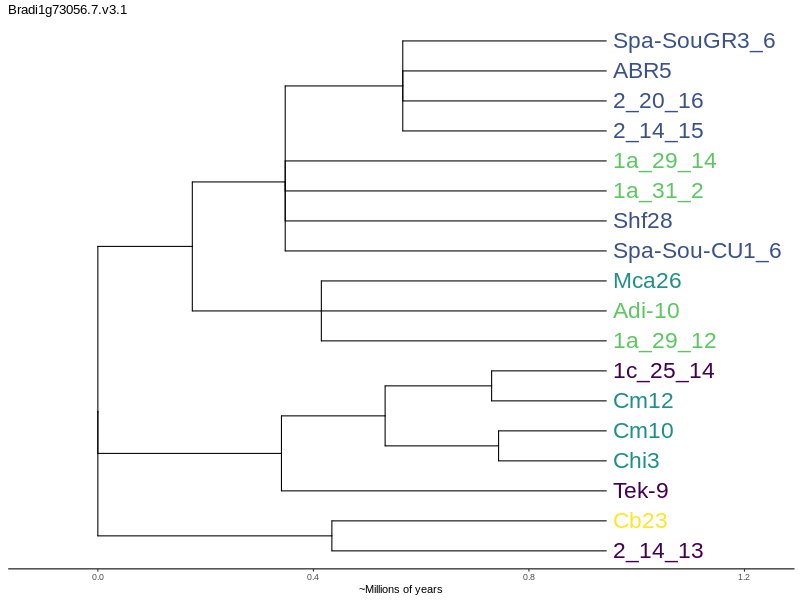 Bradi1g73056.7.v3.1
Spa-SouGR3_6
ABR5
2_20_16
2_14_15
1a_29_14
1a_31_2
Shf28
Spa-Sou-CU1_6
Mca26
Adi-10
1a_29_12
1c_25_14
Cm12
Cm10
Chi3
Tek-9
Cb23
2_14_13
0.0 0.4 0.8 1.2
~Millions of years